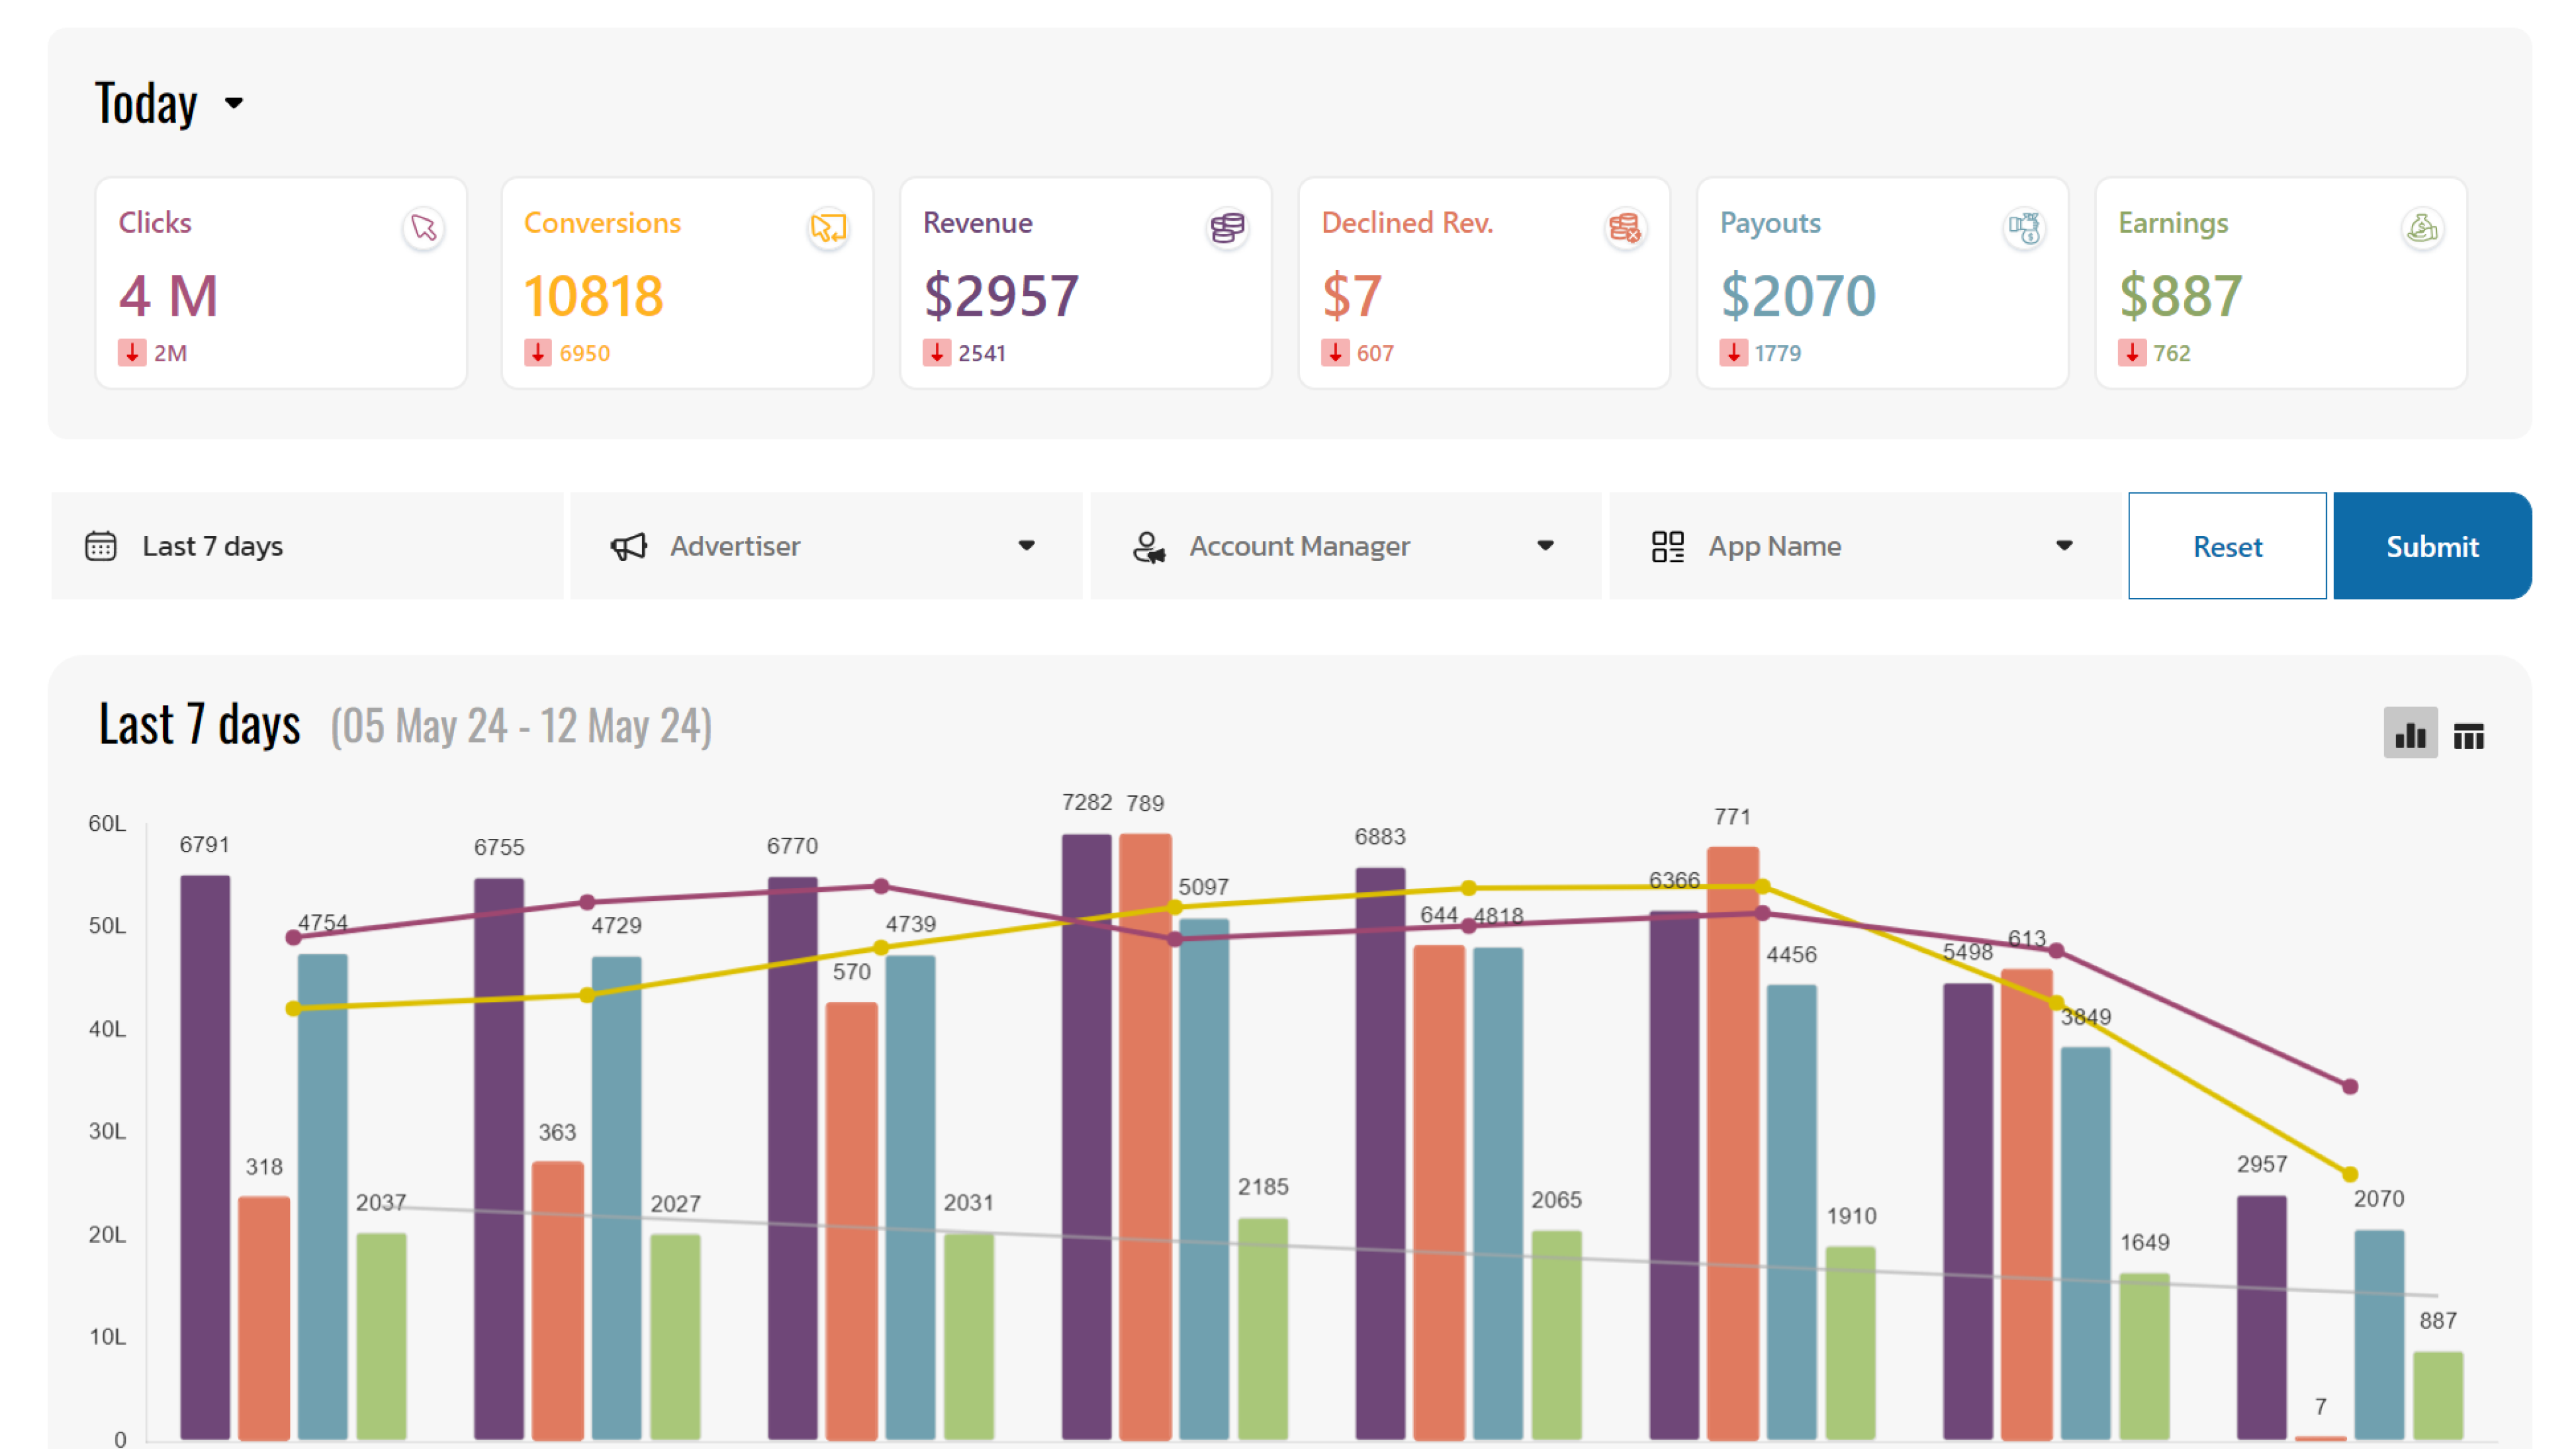 Today
Clicks
4 M
2M
Conversions
10818
6950
Revenue
$2957
2541
Declined Rev.
$7
607
Payouts
$2070
1779
Earnings
$887
762
Last 7 days
Advertiser
Account Manager
App Name
Reset
Submit
Last 7 days (05 May 24 - 12 May 24)
60L
50L
40L
30L
20L
10L
0
6791
318
4754
2037
6755
363
4729
2027
6770
570
4739
2031
7282
789
5097
2185
6883
644
4818
2065
6366
771
4456
1910
5498
613
3849
1649
2957
7
2070
887